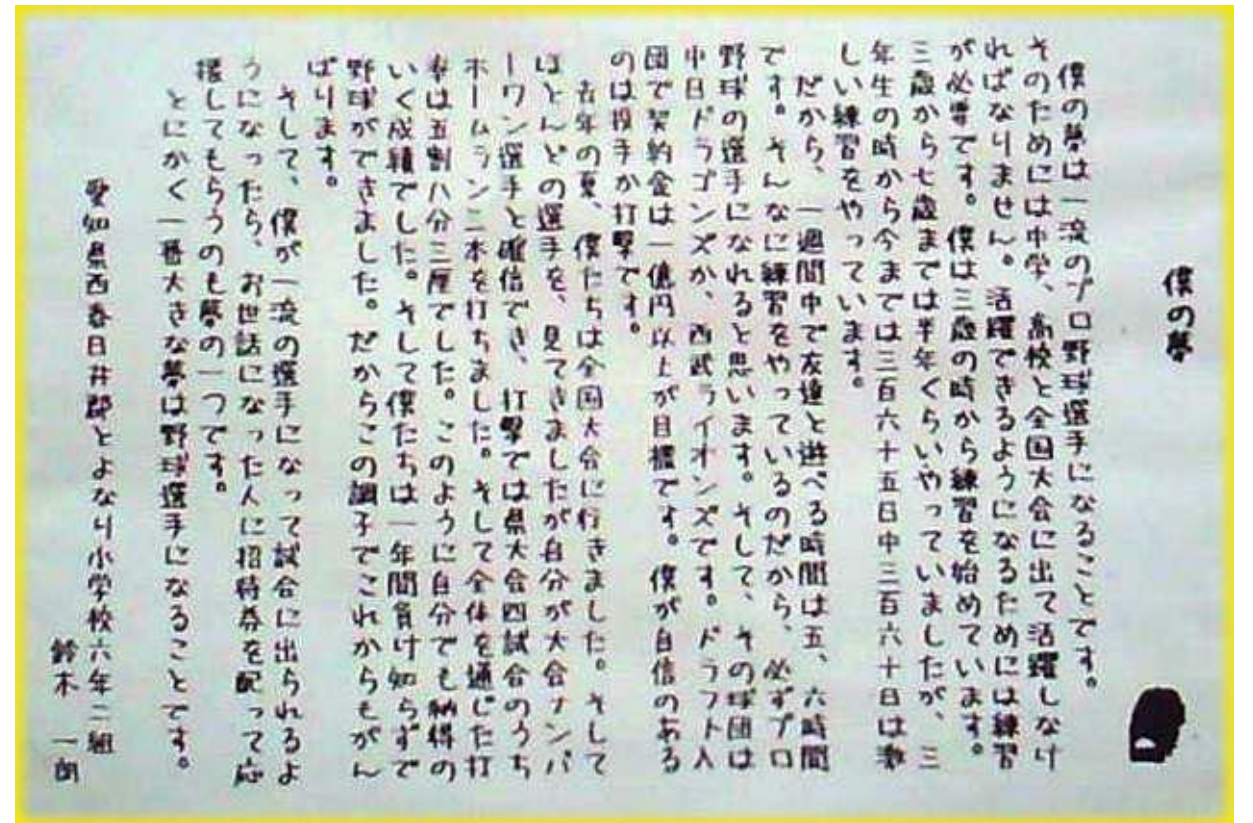 僕の夢
僕の夢は一流のプロ野球選手になることです。
そのためには中学、高校と全国大会に出て活躍しなけ
ればなりません。活躍できるようになるためには練習
が必要です。僕は三歳の時から練習を始めています。
三歳から七歳までは半年くらいやっていましたが、三
年生の時から今までは三百六十五日中三百六十日は激
しい練習をやっています。
だから、一週間中で友達と遊べる時間は五、六時間
です。そんなに練習をやっているのだから、必ずプロ
野球の選手になれると思います。そして、その球団は
中日ドラゴンズか、西武ライオンズです。ドラフト入
団で契約金は一億円以上が目標です。僕が自信のある
のは投手か打撃です。
去年の夏、僕たちは全国大会に行きました。そして
ほとんどの選手を、見てきましたが自分が大会ナンバ
ーワン選手と確信でき、打撃では県大会四試合のうち
ホームラン二本を打ちました。そして全体を通じた打
率は五割八分三厘でした。このように自分でも納得の
いく成績でした。そして僕たちは一年間負け知らずで
野球ができました。だからこの調子でこれからもがん
ばります。
そして、僕が一流の選手になって試合に出られるよ
うになったら、お世話になった人に招待券を配って応
援してもらうのも夢の一つです。
とにかく一番大きな夢は野球選手になることです。
愛知県西春日井郡とよなり小学校六年二組
鈴木 一朗